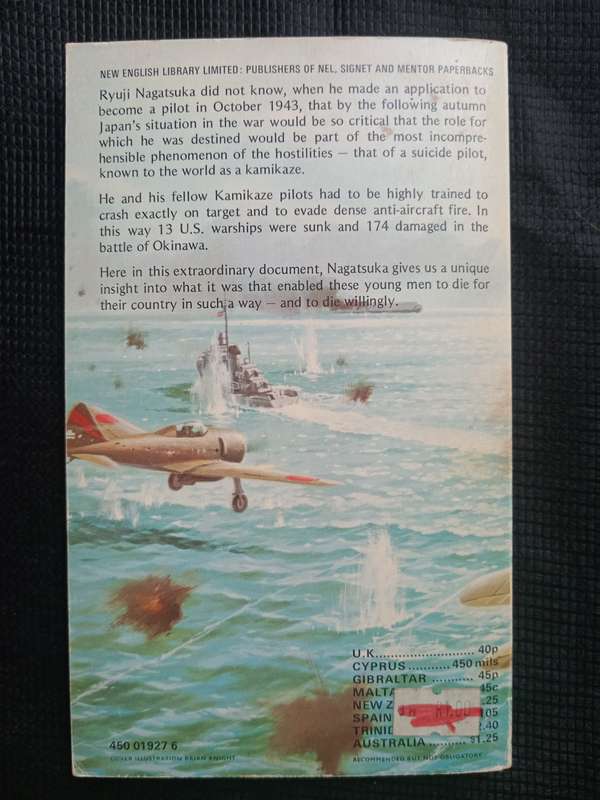 NEW ENGLISH LIBRARY LIMITED: PUBLISHERS OF NEL, SIGNET AND MENTOR PAPERBACKS
Ryuji Nagatsuka did not know, when he made an application to
become a pilot in October 1943, that by the following autumn
Japan's situation in the war would be so critical that the role for
which he was destined would be part of the most incompre-
hensible phenomenon of the hostilities — that of a suicide pilot,
known to the world as a kamikaze.
He and his fellow Kamikaze pilots had to be highly trained to
crash exactly on target and to evade dense anti-aircraft fire. In
this way 13 U.S. warships were sunk and 174 damaged in the
battle of Okinawa.
Here in this extraordinary document, Nagatsuka gives us a unique
insight into what it was that enabled these young men to die for
their country in such a way — and to die willingly.
U.K. .......................... 40p
CYPRUS ........... 450 mils
GIBRALTAR ........... 45p
MALTA 45c
NEW Z .25
SPAIN 05
TRINID .40
AUSTRALIA .......... $1.25
RECOMMENDED BUT NOT OBLIGATORY
450 01927 6
COVER ILLUSTRATION BRIAN KNIGHT